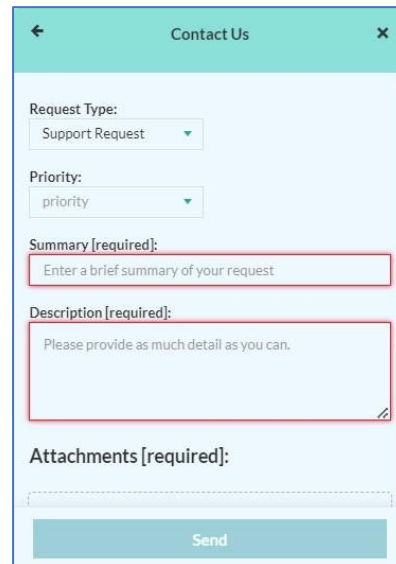 Contact Us
Request Type:
Support Request
Priority:
priority
Summary [required]:
Enter a brief summary of your request
Description [required]:
Please provide as much detail as you can.
Attachments [required]:
Send